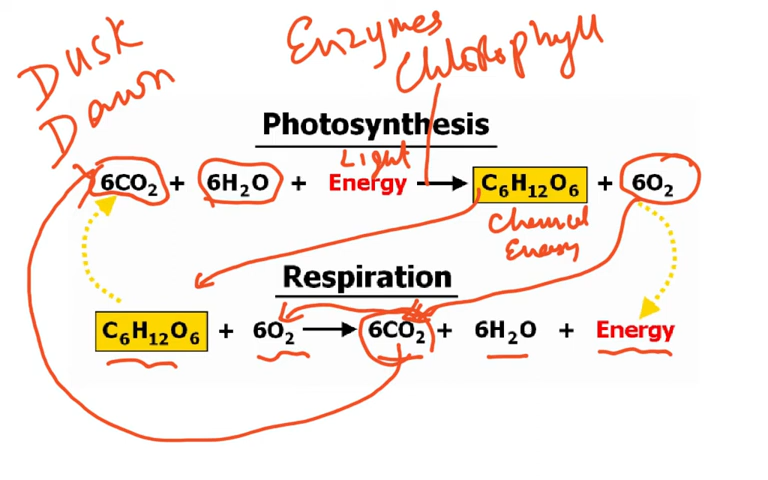 Dusk
Dawn
Enzymes
Chlorophyll
Photosynthesis
Light
6CO₂ + 6H₂O + Energy → C₆H₁₂O₆ + 6O₂
Chemical
Energy
Respiration
C₆H₁₂O₆ + 6O₂ → 6CO₂ + 6H₂O + Energy